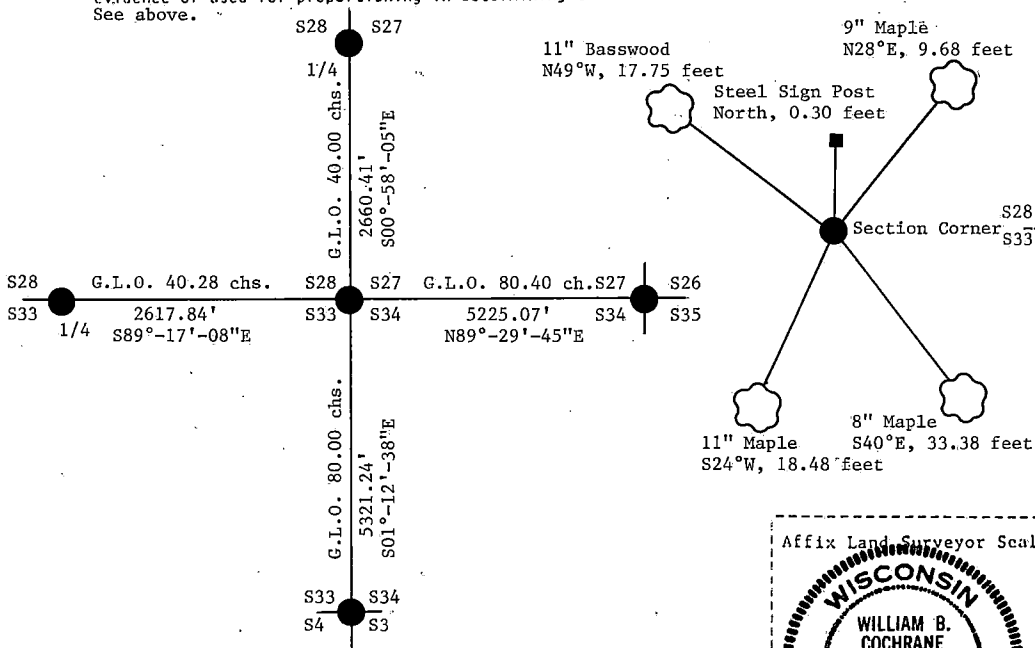 See above.
S28 S27
1/4
G.L.O. 40.00 chs.
2660.41'
S00°-58'-05"E
S28 G.L.O. 40.28 chs. S28 S27 G.L.O. 80.40 ch. S27 S26
S33 2617.84' S33 S34 5225.07' S34 S35
1/4 S89°-17'-08"E N89°-29'-45"E
G.L.O. 80.00 chs.
5321.24'
S01°-12'-38"E
S33 S34
S4 S3
11" Basswood
N49°W, 17.75 feet
9" Maple
N28°E, 9.68 feet
Steel Sign Post
North, 0.30 feet
Section Corner
S28
S33
11" Maple
S24°W, 18.48 feet
8" Maple
S40°E, 33.38 feet
Affix Land Surveyor Seal
WISCONSIN
WILLIAM B.
COCHRANE